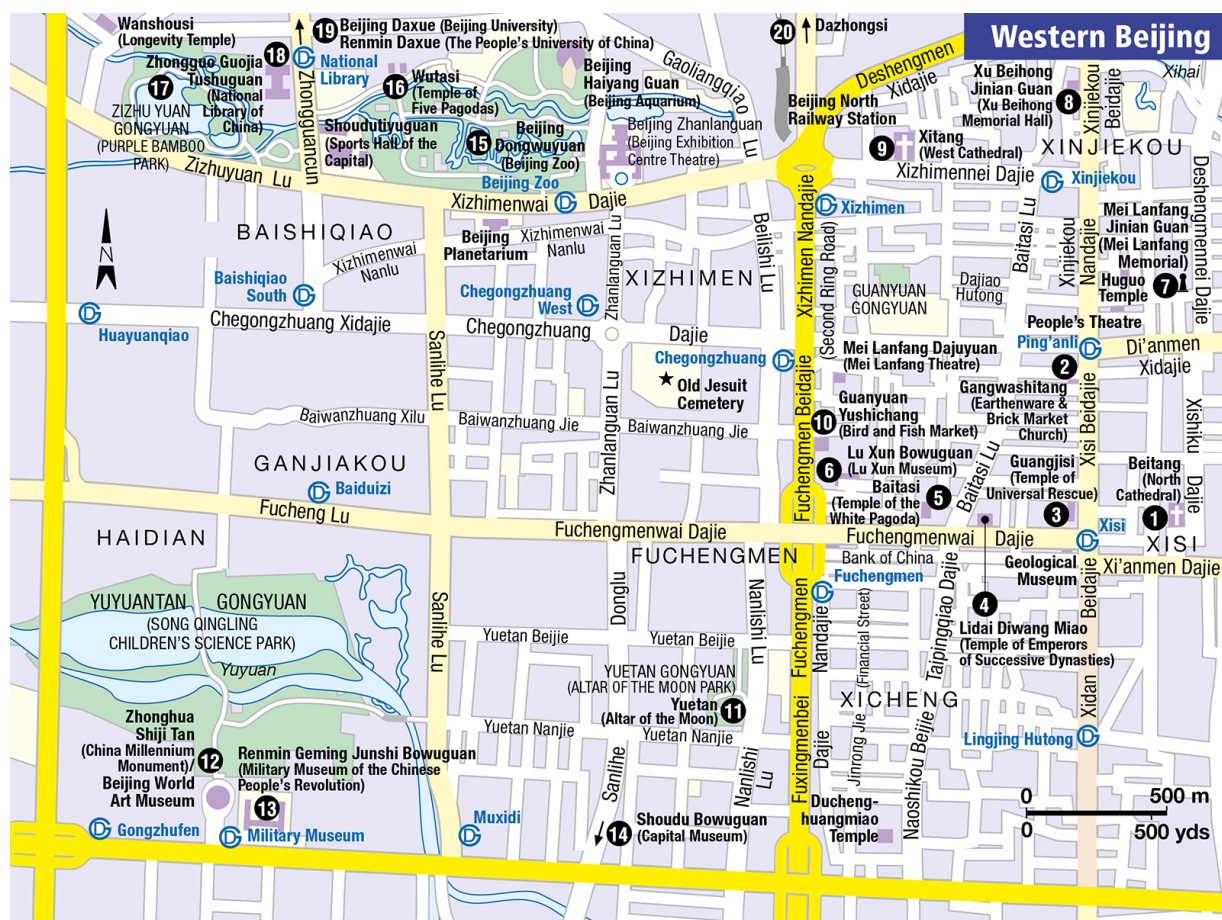 Western Beijing
Wanshousi
(Longevity Temple)
19
Beijing Daxue (Beijing University)
Renmin Daxue (The People's University of China)
20
Dazhongsi
18
Zhongguo Guojia
Tushuguan
(National
Library of
China)
National
Library
17
ZIZHU YUAN
GONGYUAN
(PURPLE BAMBOO
PARK)
Zhongguancun
16
Wutasi
(Temple of
Five Pagodas)
Beijing
Haiyang Guan
(Beijing Aquarium)
Gaoliangqiao Lu
Shoudutiyuguan
(Sports Hall of the
Capital)
15
Beijing
Dongwuyuan
(Beijing Zoo)
Beijing Zhanlanguan
(Beijing Exhibition
Centre Theatre)
Beijing North
Railway Station
Deshengmen
Xidajie
Xu Beihong
Jinian Guan
(Xu Beihong
Memorial Hall)
8
Xinjiekou
Beidajie
Xihai
9
Xitang
(West Cathedral)
XINJIEKOU
Xizhimennei Dajie
Xinjiekou
Deshengmennei Dajie
Zizhuyuan Lu
Beijing Zoo
Xizhimenwai Dajie
Xizhimen
Xizhimen Nandajie
(Second Ring Road)
Beilishi Lu
Baitasi Lu
Xinjiekou
Nandajie
Mei Lanfang
Jinian Guan
(Mei Lanfang
Memorial)
Huguo
Temple
7
N
BAISHIQIAO
Beijing
Planetarium
Xizhimenwai
Nanlu
Xizhimenwai
Nanlu
Zhanlanguan Lu
XIZHIMEN
Dajiao
Hutong
GUANYUAN
GONGYUAN
Baishiqiao
South
Chegongzhuang
West
Huayuanqiao
Chegongzhuang Xidajie
Chegongzhuang
Dajie
Chegongzhuang
People's Theatre
Ping'anli
2
Di'anmen
Xidajie
Sanlihe Lu
Mei Lanfang Dajuyuan
(Mei Lanfang Theatre)
Old Jesuit
Cemetery
Gangwashitang
(Earthenware &
Brick Market
Church)
Xisi Beidajie
Xishiku
Dajie
Baiwanzhuang Xilu
Baiwanzhuang Jie
Baiwanzhuang Jie
Zhanlanguan Lu
Fuchengmen Beidajie
Guanyuan
Yushichang
(Bird and Fish Market)
10
6
Lu Xun Bowuguan
(Lu Xun Museum)
Baitasi
(Temple of the
White Pagoda)
5
Baitasi Lu
Guangjisi
(Temple of
Universal Rescue)
3
Beitang
(North
Cathedral)
1
GANJIAKOU
Baiduizi
Fucheng Lu
Fuchengmenwai Dajie
Fuchengmenwai Dajie
Xisi
XISI
HAIDIAN
FUCHENGMEN
Bank of China
Fuchengmen
Geological
Museum
Xi'anmen Dajie
4
Lidai Diwang Miao
(Temple of Emperors
of Successive Dynasties)
YUYUANTAN GONGYUAN
(SONG QINGLING
CHILDREN'S SCIENCE PARK)
Yuyuan
Sanlihe Lu
Donglu
Yuetan Beijie
Yuetan Beijie
Nanlishi Lu
YUETAN GONGYUAN
(ALTAR OF THE MOON PARK)
Yuetan
(Altar of the Moon)
11
Fuchengmen
Nandajie
(Financial Street)
Taipingqiao Dajie
Beidajie
XICHENG
Yuetan Nanjie
Yuetan Nanjie
Xidan
Lingjing Hutong
Zhonghua
Shiji Tan
(China Millennium
Monument)/
Beijing World
Art Museum
12
Renmin Geming Junshi Bowuguan
(Military Museum of the Chinese
People's Revolution)
13
Sanlihe
Nanlishi
Lu
Fuxingmenbei
Dajie
Jinrong Jie
Naoshikou Beijie
Gongzhufen
Military Museum
Muxidi
14
Shoudu Bowuguan
(Capital Museum)
Ducheng-
huangmiao
Temple
0 500 m
0 500 yds